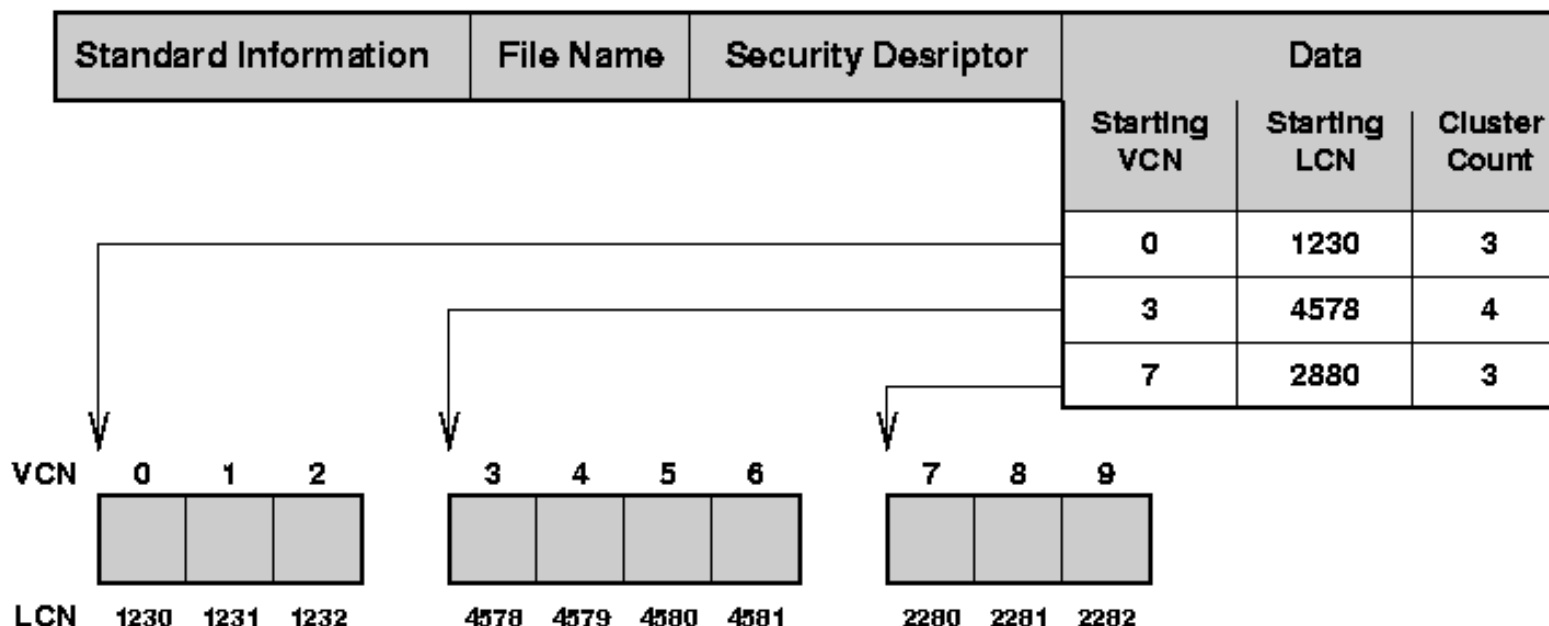 Standard Information File Name Security Desriptor Data
Starting VCN Starting LCN Cluster Count
0 1230 3
3 4578 4
7 2880 3
VCN 0 1 2 3 4 5 6 7 8 9
LCN 1230 1231 1232 4578 4579 4580 4581 2280 2281 2282